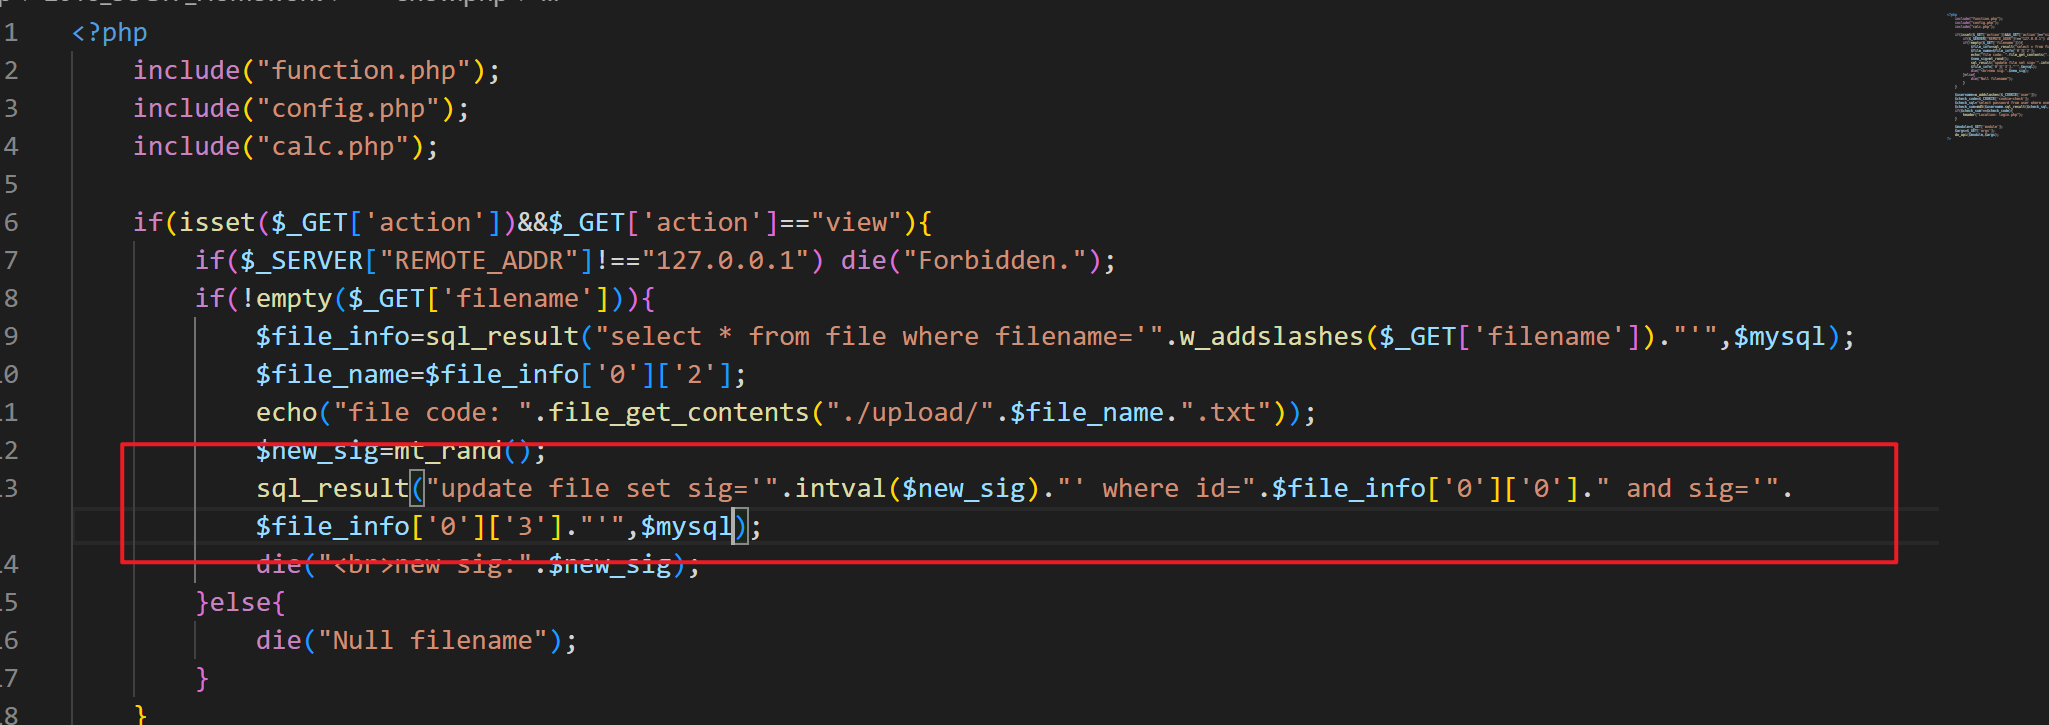 1 <?php
2 include("function.php");
3 include("config.php");
4 include("calc.php");
5
6 if(isset($_GET['action'])&&$_GET['action']=="view"){
7 if($_SERVER["REMOTE_ADDR"]!=="127.0.0.1") die("Forbidden.");
8 if(!empty($_GET['filename'])){
9 $file_info=sql_result("select * from file where filename='".w_addslashes($_GET['filename'])."'",$mysql);
10 $file_name=$file_info['0']['2'];
11 echo("file code: ".file_get_contents("./upload/".$file_name.".txt"));
12 $new_sig=mt_rand();
13 sql_result("update file set sig='".intval($new_sig)."' where id=".$file_info['0']['0']." and sig='".
$file_info['0']['3']."'",$mysql);
14 die("<br>new sig:".$new_sig);
15 }else{
16 die("Null filename");
17 }
18 }